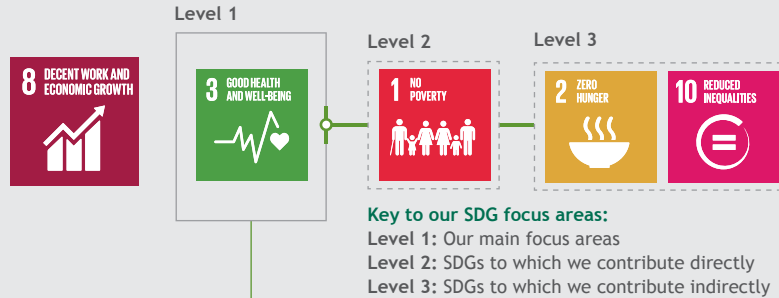 Level 1
Level 2
Level 3
8 DECENT WORK AND
ECONOMIC GROWTH
3 GOOD HEALTH
AND WELL-BEING
1 NO
POVERTY
2 ZERO
HUNGER
10 REDUCED
INEQUALITIES
Key to our SDG focus areas:
Level 1: Our main focus areas
Level 2: SDGs to which we contribute directly
Level 3: SDGs to which we contribute indirectly